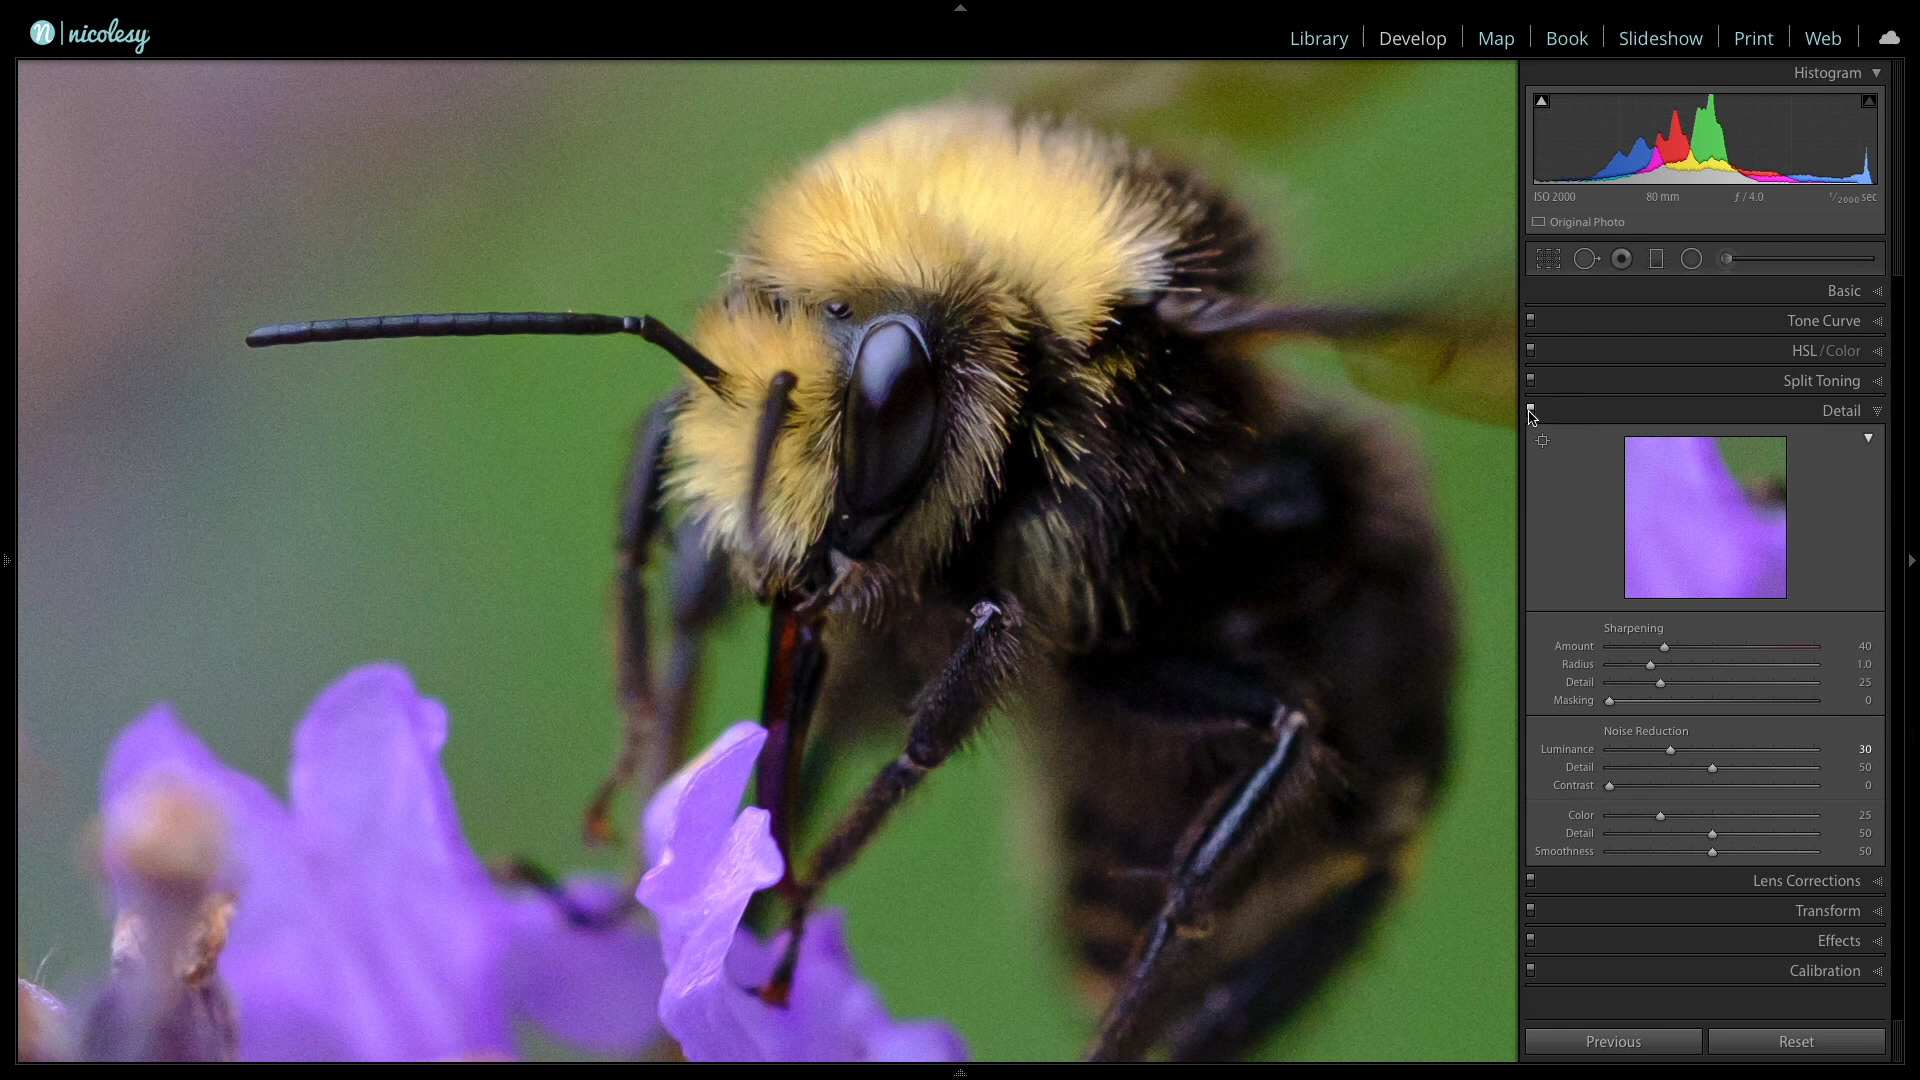 n | nicolesy
Library | Develop | Map | Book | Slideshow | Print | Web
Histogram
ISO 2000 80 mm ƒ / 4.0 1/2000 sec
Original Photo
Basic
Tone Curve
HSL / Color
Split Toning
Detail
Sharpening
Amount 40
Radius 1.0
Detail 25
Masking 0
Noise Reduction
Luminance 30
Detail 50
Contrast 0
Color 25
Detail 50
Smoothness 50
Lens Corrections
Transform
Effects
Calibration
Previous Reset